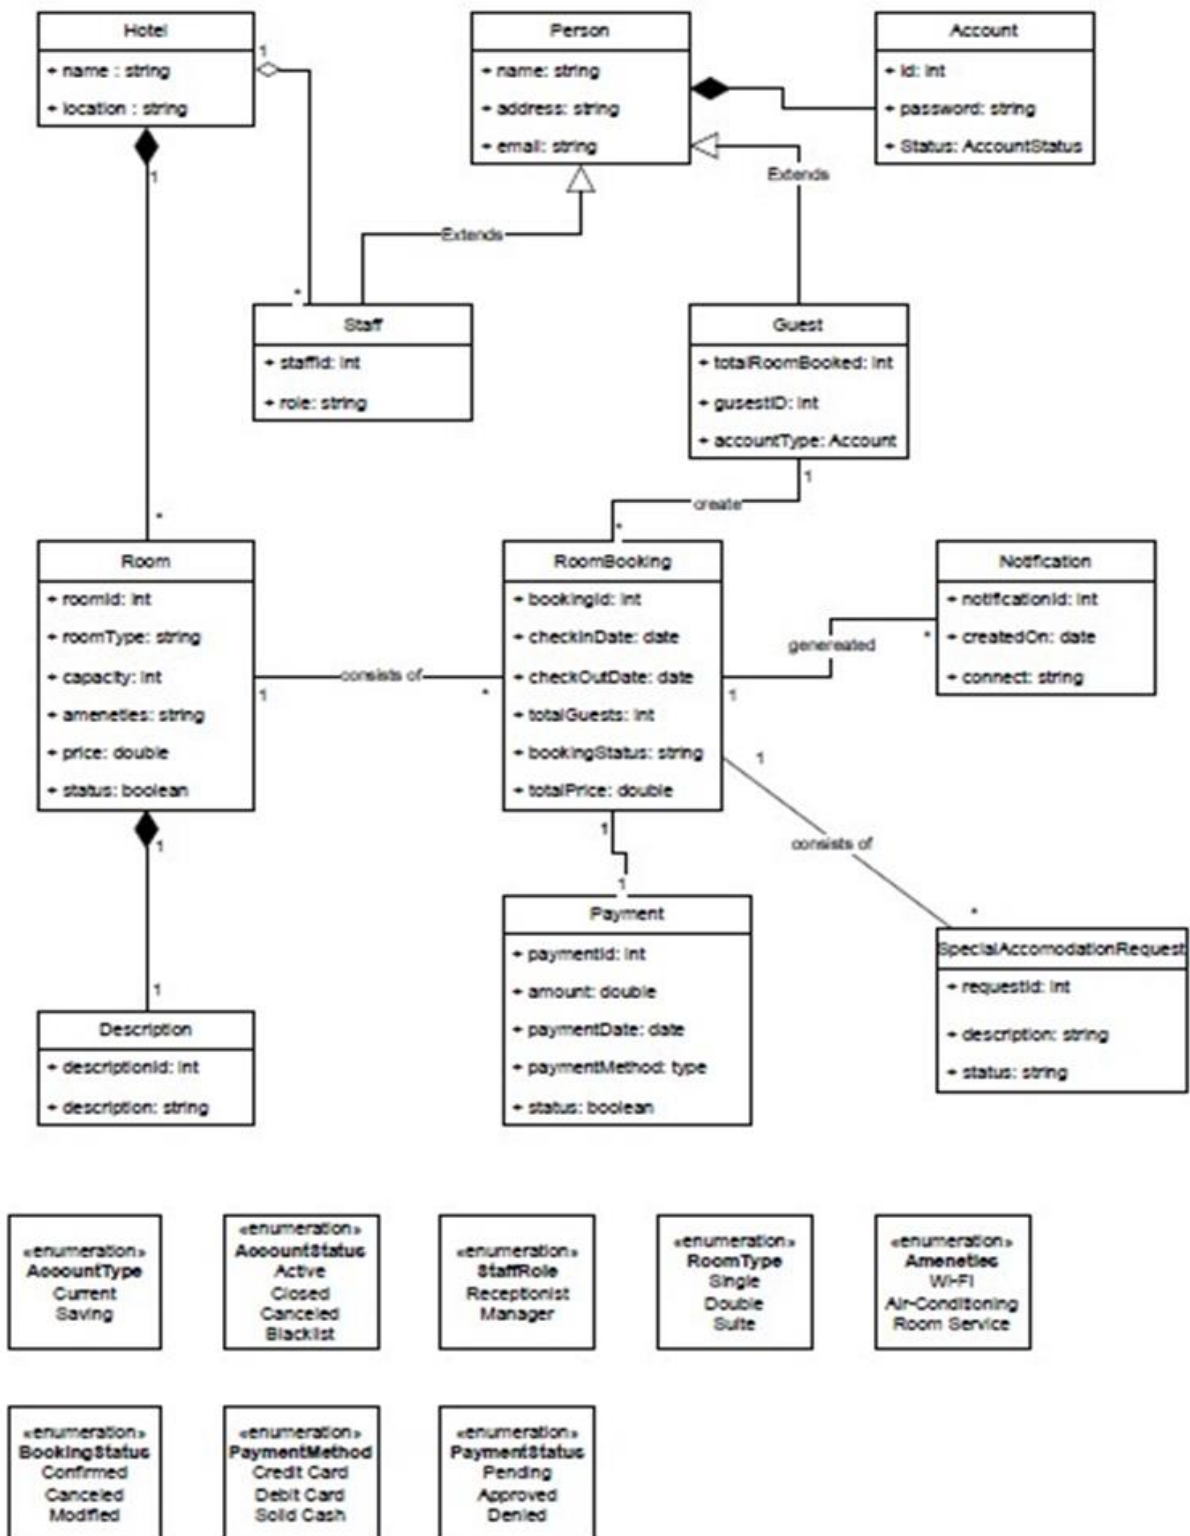 Hotel
+ name : string
+ location : string
1
1
*
Person
+ name: string
+ address: string
+ email: string
Account
+ id: int
+ password: string
+ Status: AccountStatus
Extends
Extends
*
Staff
+ staffId: int
+ role: string
Guest
+ totalRoomBooked: int
+ gusestID: int
+ accountType: Account
1
create
*
Room
+ roomId: int
+ roomType: string
+ capacity: int
+ ameneties: string
+ price: double
+ status: boolean
1
consists of
*
RoomBooking
+ bookingId: int
+ checkInDate: date
+ checkOutDate: date
+ totalGuests: int
+ bookingStatus: string
+ totalPrice: double
1
genereated
*
Notification
+ notificationId: int
+ createdOn: date
+ connect: string
1
consists of
*
1
1
1
1
Description
+ descriptionId: int
+ description: string
Payment
+ paymentId: int
+ amount: double
+ paymentDate: date
+ paymentMethod: type
+ status: boolean
SpecialAccomodationRequest
+ requestId: int
+ description: string
+ status: string
«enumeration»
AccountType
Current
Saving
«enumeration»
AccountStatus
Active
Closed
Canceled
Blacklist
«enumeration»
StaffRole
Receptionist
Manager
«enumeration»
RoomType
Single
Double
Suite
«enumeration»
Ameneties
Wi-Fi
Air-Conditioning
Room Service
«enumeration»
BookingStatus
Confirmed
Canceled
Modified
«enumeration»
PaymentMethod
Credit Card
Debit Card
Solid Cash
«enumeration»
PaymentStatus
Pending
Approved
Denied